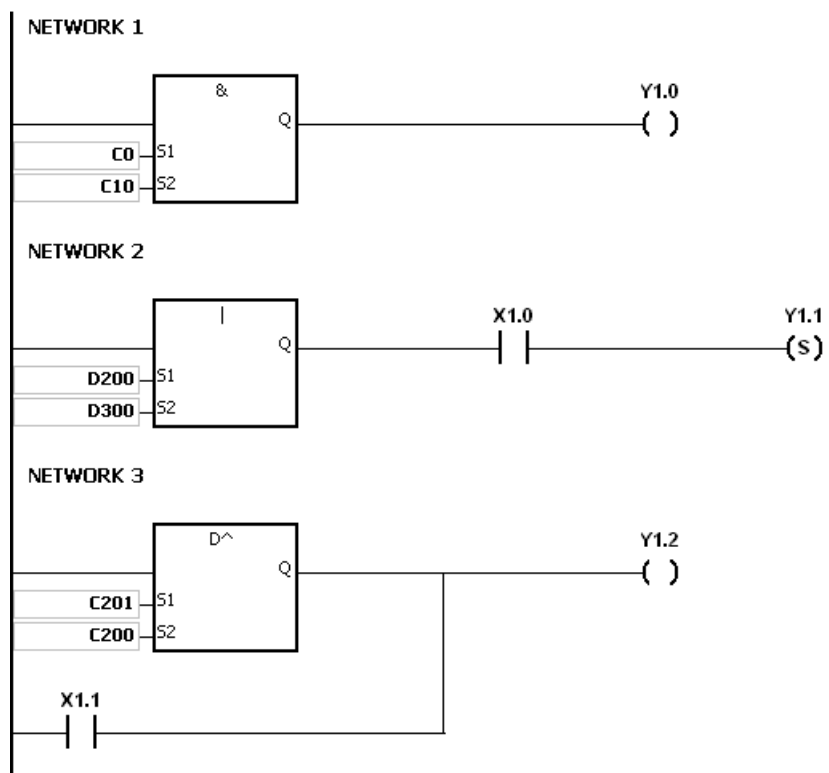 NETWORK 1
&
Q
Y1.0
( )
C0 S1
C10 S2
NETWORK 2
|
Q
X1.0
Y1.1
(S)
D200 S1
D300 S2
NETWORK 3
D^
Q
Y1.2
( )
C201 S1
C200 S2
X1.1